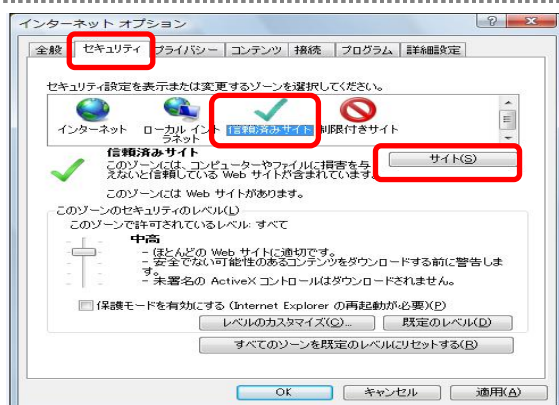 インターネット オプション
全般 セキュリティ プライバシー コンテンツ 接続 プログラム 詳細設定
セキュリティ設定を表示または変更するゾーンを選択してください。
インターネット ローカル イントラネット 信頼済みサイト 制限付きサイト
信頼済みサイト
サイト(S)
このゾーンには、コンピューターやファイルに損害を与
えないと信頼している Web サイトが含まれています。
このゾーンには Web サイトがあります。
このゾーンのセキュリティのレベル(L)
このゾーンで許可されているレベル: すべて
中高
- ほとんどの Web サイトに適切です。
- 安全でない可能性のあるコンテンツをダウンロードする前に警告しま
す。
- 未署名の ActiveX コントロールはダウンロードされません。
保護モードを有効にする (Internet Explorer の再起動が必要)(P)
レベルのカスタマイズ(C)... 既定のレベル(D)
すべてのゾーンを既定のレベルにリセットする(R)
OK キャンセル 適用(A)